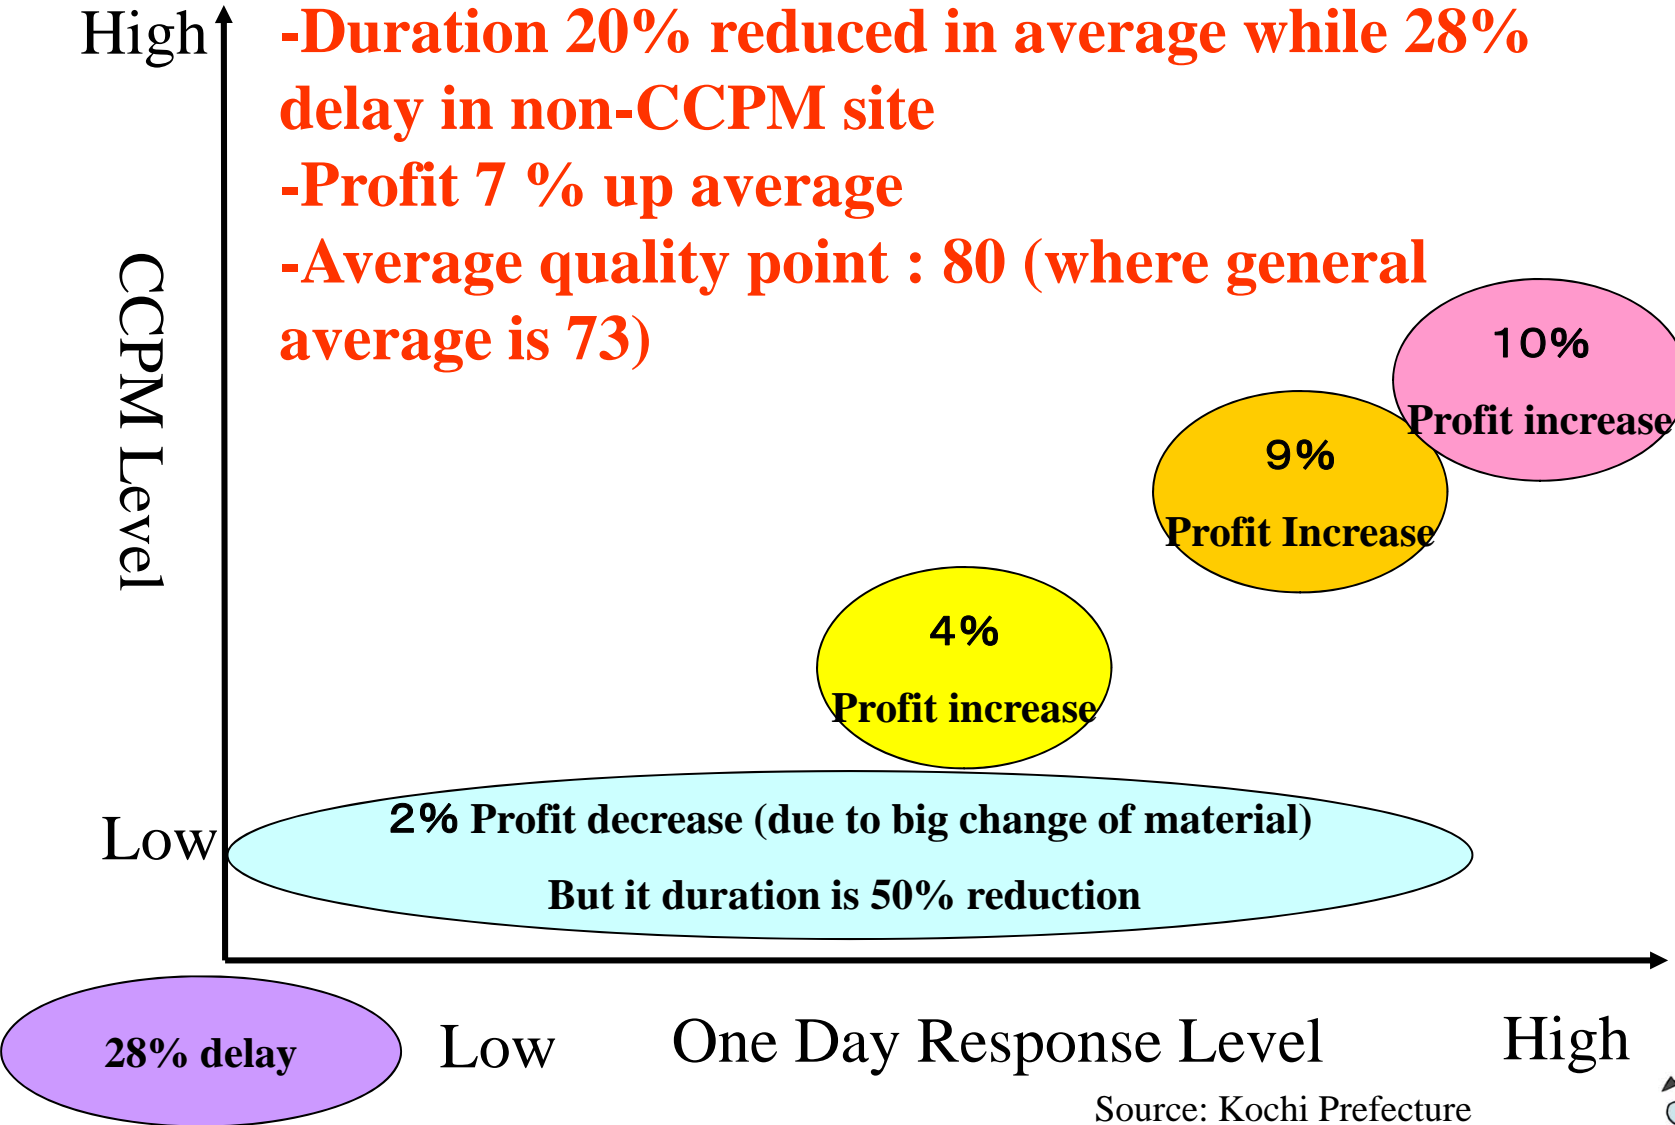 High
-Duration 20% reduced in average while 28%
delay in non-CCPM site
-Profit 7 % up average
-Average quality point : 80 (where general
average is 73)
CCPM Level
10%
Profit increase
9%
Profit Increase
4%
Profit increase
Low
2% Profit decrease (due to big change of material)
But it duration is 50% reduction
28% delay
Low
One Day Response Level
High
Source: Kochi Prefecture